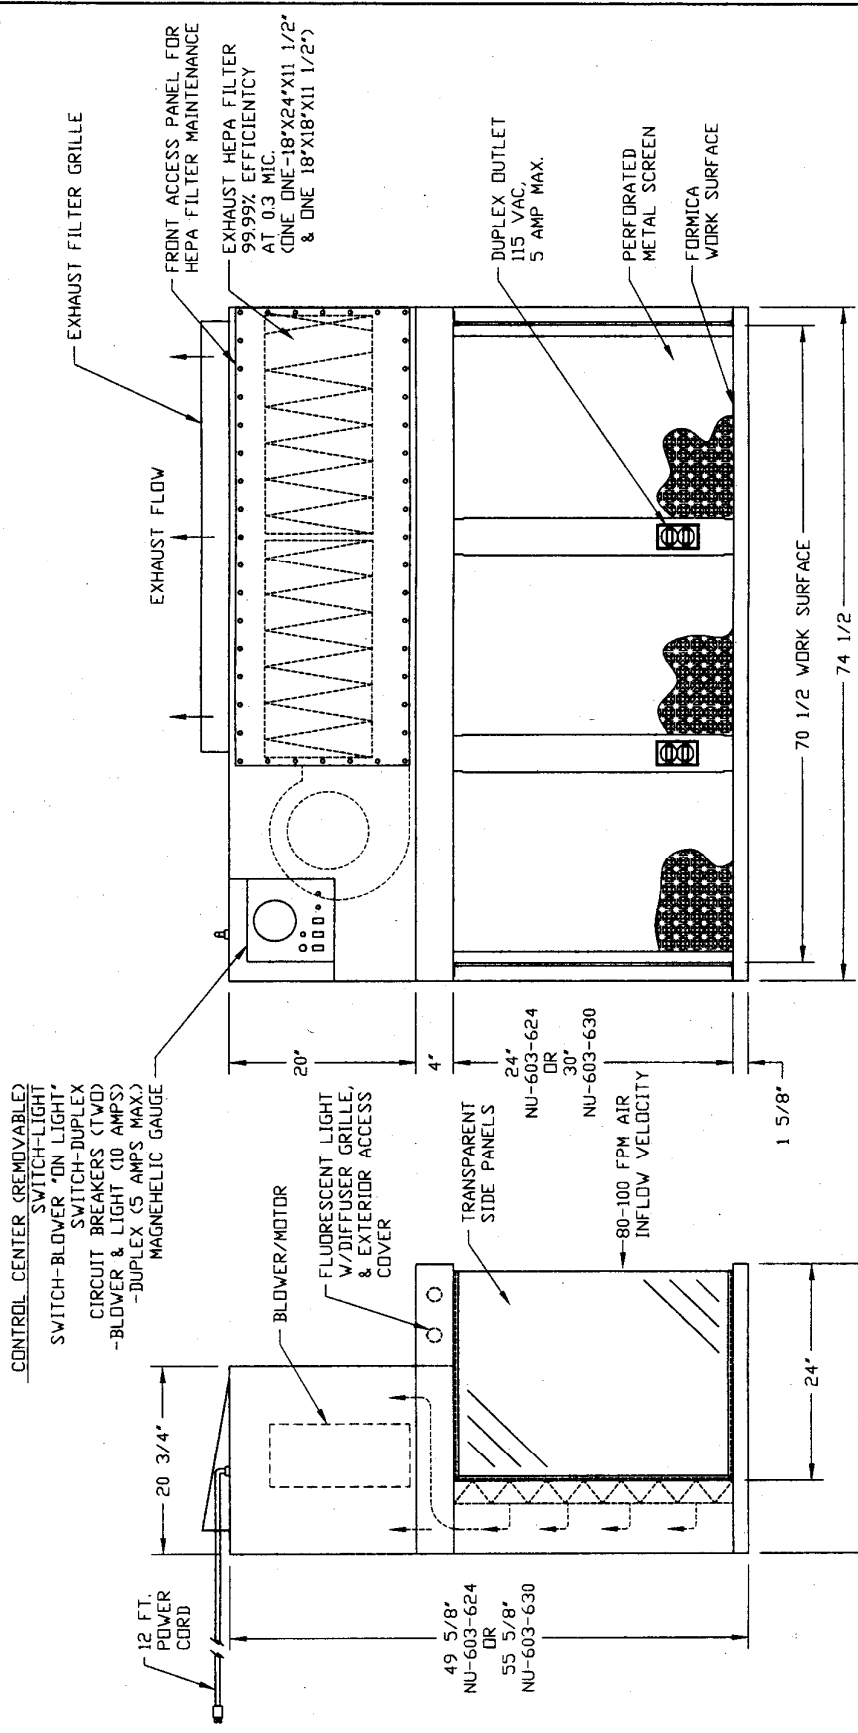 CONTROL CENTER (REMOVABLE)
SWITCH-LIGHT
SWITCH-BLOWER "ON LIGHT"
SWITCH-DUPLEX
CIRCUIT BREAKERS (TWO)
-BLOWER & LIGHT (10 AMPS)
-DUPLEX (5 AMPS MAX.)
MAGNEHELIC GAUGE
EXHAUST FILTER GRILLE
FRONT ACCESS PANEL FOR
HEPA FILTER MAINTENANCE
EXHAUST HEPA FILTER
99.99% EFFICIENTCY
AT 0.3 MIC.
(ONE ONE-18"X24"X11 1/2"
& ONE 18"X18"X11 1/2")
EXHAUST FLOW
DUPLEX OUTLET
115 VAC,
5 AMP MAX.
PERFORATED
METAL SCREEN
FORMICA
WORK SURFACE
70 1/2 WORK SURFACE
74 1/2
20"
4"
24"
NU-603-624
OR
30"
NU-603-630
1 5/8"
12 FT.
POWER
CORD
20 3/4"
BLOWER/MOTOR
FLUORESCENT LIGHT
W/DIFFUSER GRILLE,
& EXTERIOR ACCESS
COVER
TRANSPARENT
SIDE PANELS
80-100 FPM AIR
INFLOW VELOCITY
49 5/8"
NU-603-624
OR
55 5/8"
NU-603-630
24"